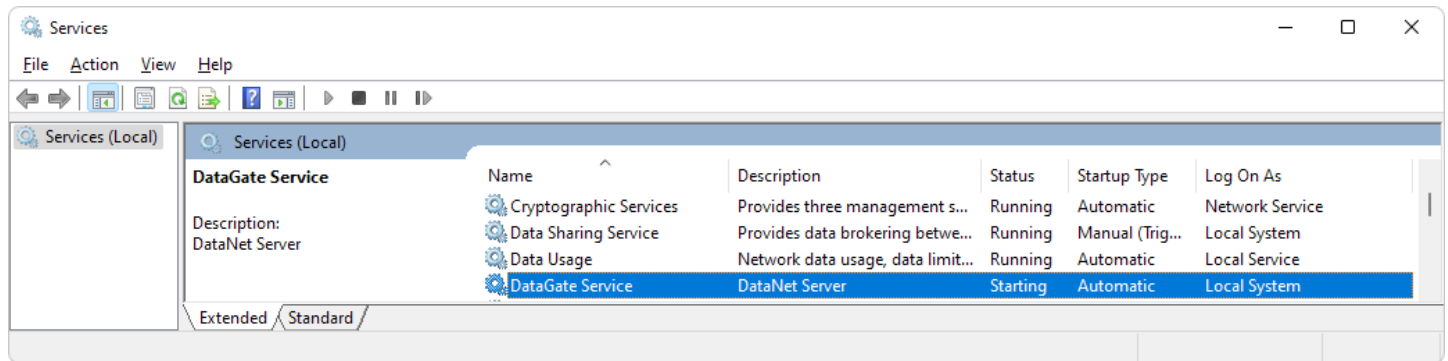 Services
File Action View Help
Services (Local)
Services (Local)
DataGate Service
Description:
DataNet Server
Name Description Status Startup Type Log On As
Cryptographic Services Provides three management s... Running Automatic Network Service
Data Sharing Service Provides data brokering betwe... Running Manual (Trig... Local System
Data Usage Network data usage, data limit... Running Automatic Local Service
DataGate Service DataNet Server Starting Automatic Local System
Extended Standard